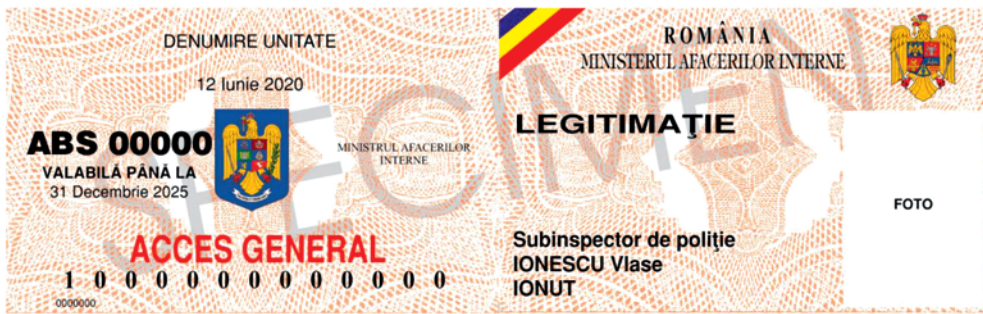 DENUMIRE UNITATE
12 Iunie 2020
ABS 00000
VALABILĂ PÂNĂ LA
31 Decembrie 2025
MINISTRUL AFACERILOR
INTERNE
ACCES GENERAL
1 0 0 0 0 0 0 0 0 0 0 0 0
0000000
ROMÂNIA
MINISTERUL AFACERILOR INTERNE
LEGITIMAŢIE
FOTO
Subinspector de poliţie
IONESCU Vlase
IONUT
SPECIMEN